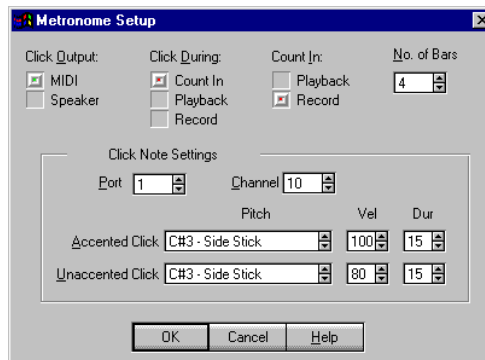 Metronome Setup
Click Output: Click During: Count In: No. of Bars
MIDI Count In Playback 4
Speaker Playback Record
Record
Click Note Settings
Port 1 Channel 10
Pitch Vel Dur
Accented Click C#3 - Side Stick 100 15
Unaccented Click C#3 - Side Stick 80 15
OK Cancel Help